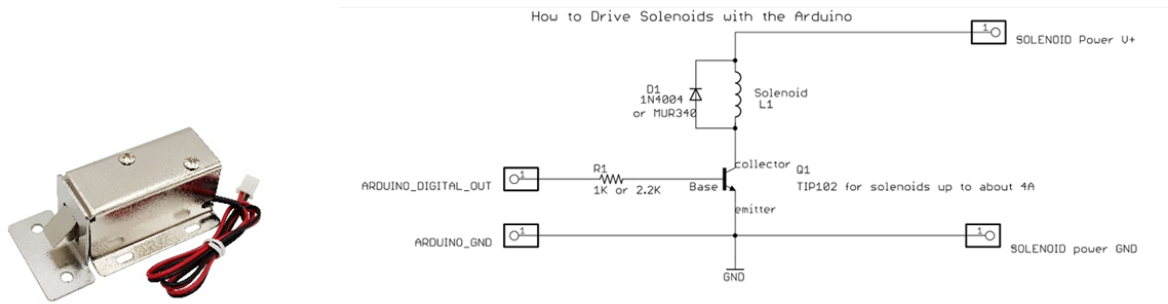 How to Drive Solenoids with the Arduino
1
SOLENOID Power V+
D1
1N4004
or MUR340
Solenoid
L1
collector
Q1
TIP102 for solenoids up to about 4A
R1
1K or 2.2K
Base
ARDUINO_DIGITAL_OUT
1
emitter
ARDUINO_GND
1
1
SOLENOID power GND
GND